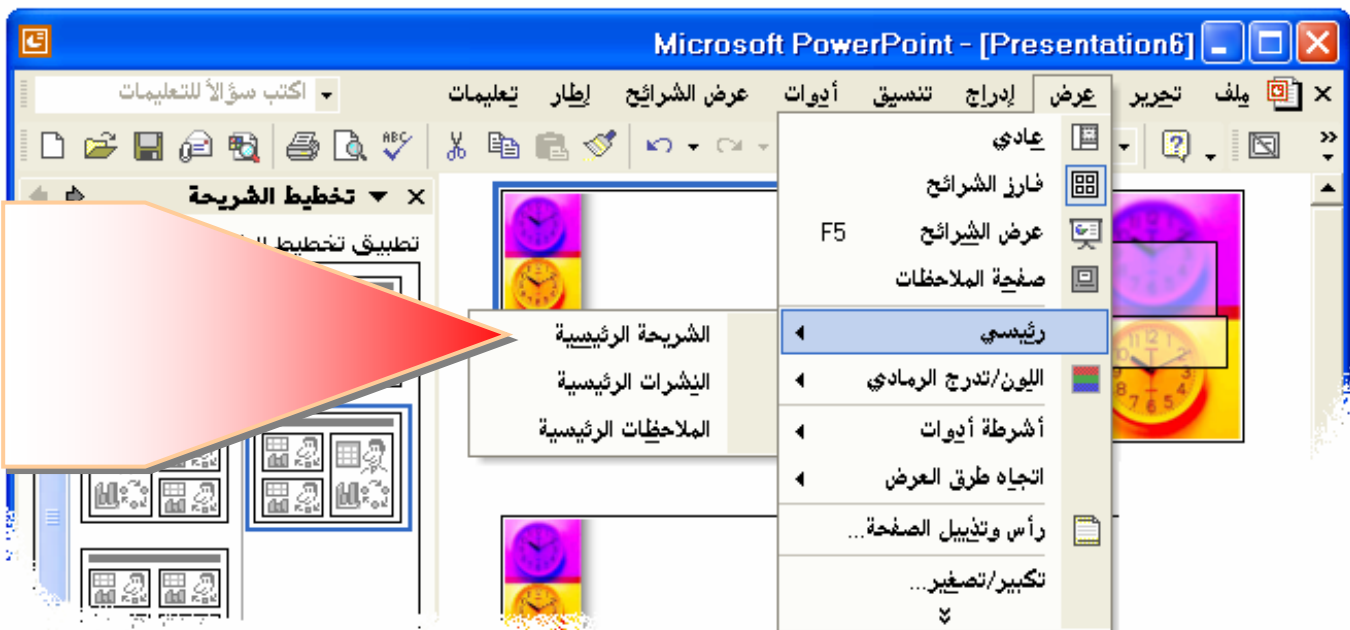 Microsoft PowerPoint - [Presentation6]
ملف تحرير عرض إدراج تنسيق أدوات عرض الشرائح إطار تعليمات اكتب سؤالاً للتعليمات
عادي
فارز الشرائح
عرض الشرائح F5
صفحة الملاحظات
رئيسي
اللون/تدرج الرمادي
أشرطة أدوات
اتجاه طرق العرض
رأس وتذييل الصفحة...
تكبير/تصغير...
الشريحة الرئيسية
النشرات الرئيسية
الملاحظات الرئيسية
تخطيط الشريحة
تطبيق تخطيط